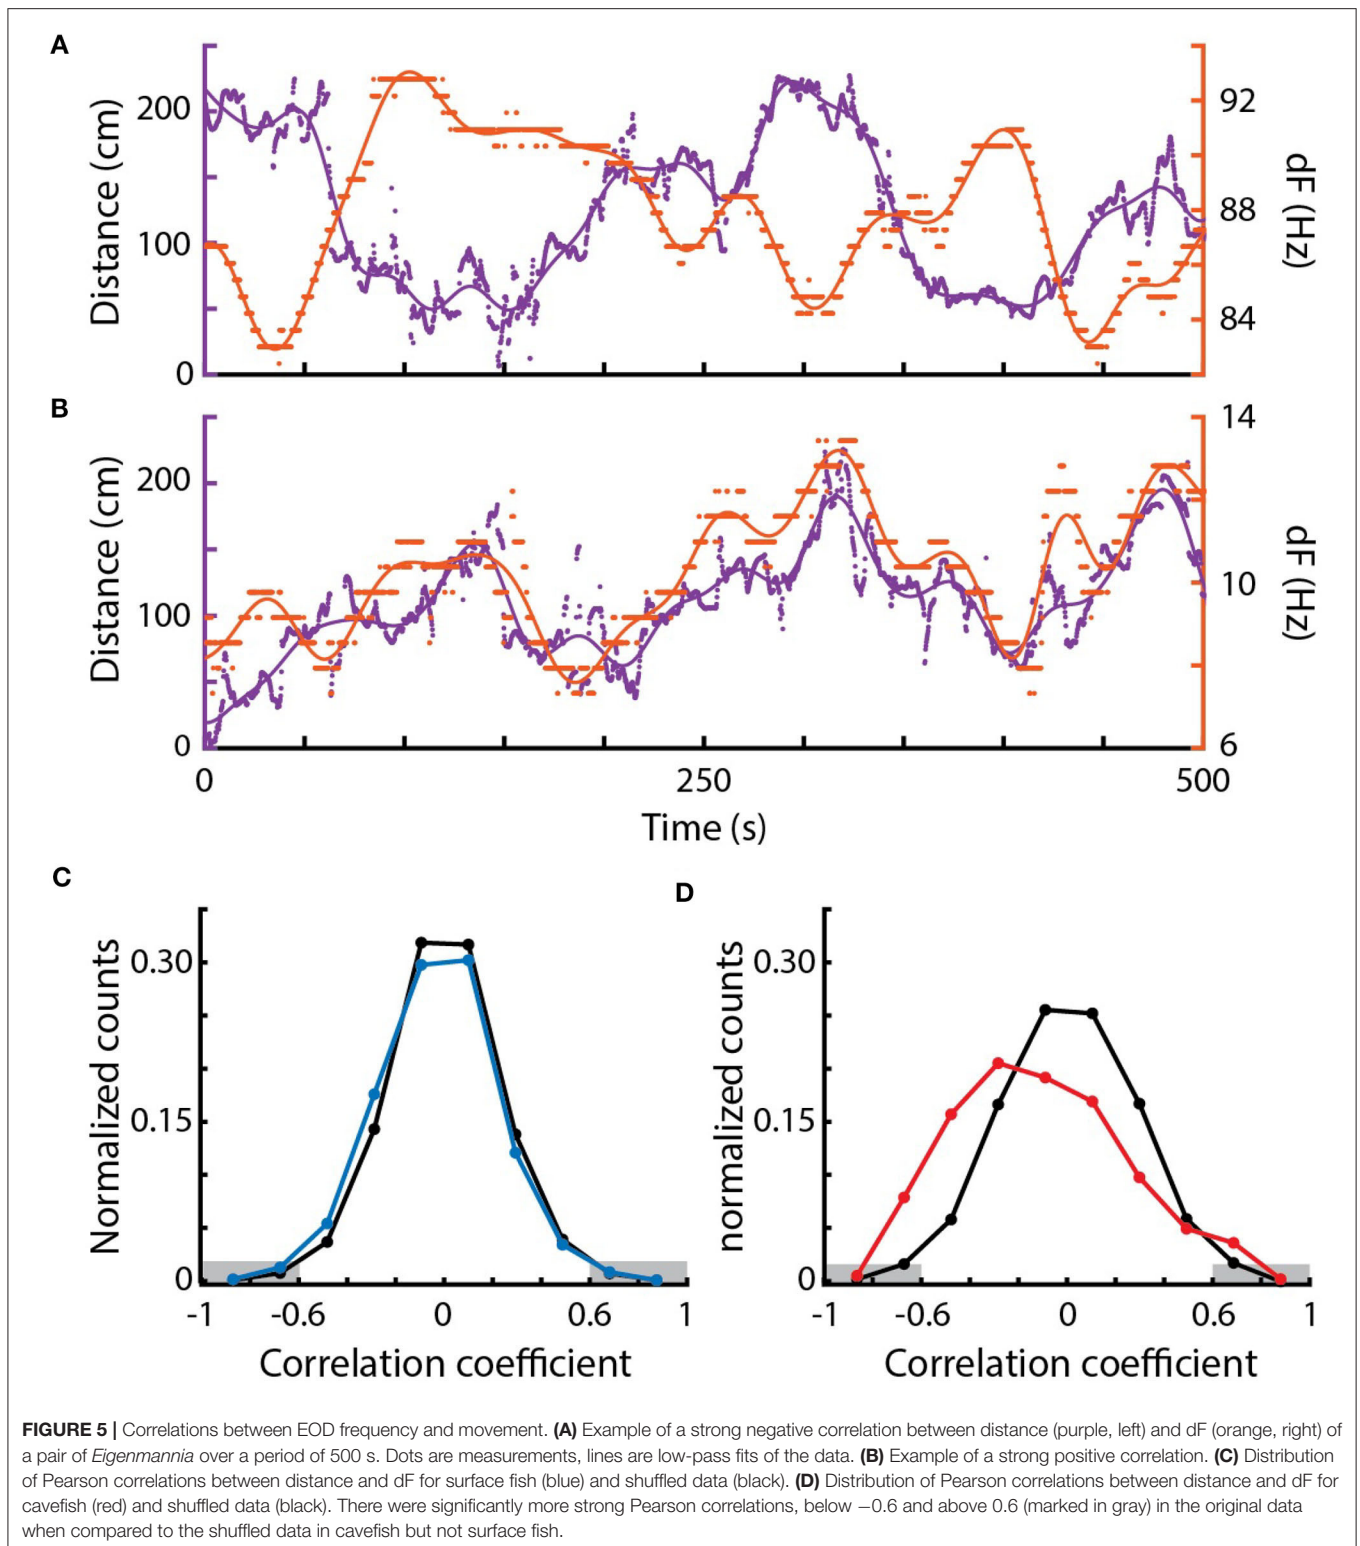 A
Distance (cm)
200
100
0
92
88
84
dF (Hz)
B
Distance (cm)
200
100
0
14
10
6
dF (Hz)
0 250 500
Time (s)
C
Normalized counts
0.30
0.15
0
-1 -0.6 0 0.6 1
Correlation coefficient
D
normalized counts
0.30
0.15
0
-1 -0.6 0 0.6 1
Correlation coefficient
FIGURE 5 | Correlations between EOD frequency and movement. (A) Example of a strong negative correlation between distance (purple, left) and dF (orange, right) of
a pair of Eigenmannia over a period of 500 s. Dots are measurements, lines are low-pass fits of the data. (B) Example of a strong positive correlation. (C) Distribution
of Pearson correlations between distance and dF for surface fish (blue) and shuffled data (black). (D) Distribution of Pearson correlations between distance and dF for
cavefish (red) and shuffled data (black). There were significantly more strong Pearson correlations, below −0.6 and above 0.6 (marked in gray) in the original data
when compared to the shuffled data in cavefish but not surface fish.